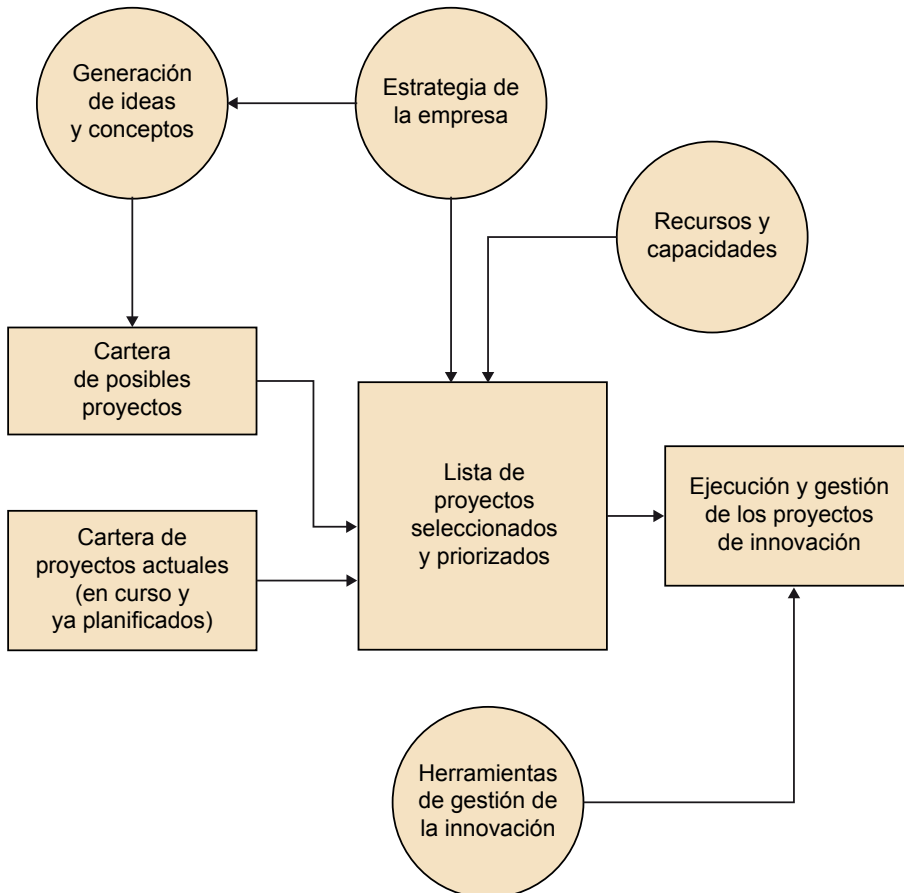 Generación
de ideas
y conceptos
Estrategia de
la empresa
Recursos y
capacidades
Cartera
de posibles
proyectos
Lista de
proyectos
seleccionados
y priorizados
Ejecución y gestión
de los proyectos
de innovación
Cartera de
proyectos actuales
(en curso y
ya planificados)
Herramientas
de gestión de
la innovación